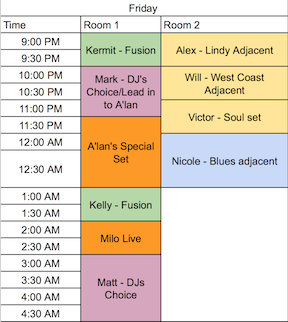 Friday
Time Room 1 Room 2
9:00 PM
9:30 PM
10:00 PM
10:30 PM
11:00 PM
11:30 PM
12:00 AM
12:30 AM
1:00 AM
1:30 AM
2:00 AM
2:30 AM
3:00 AM
3:30 AM
4:00 AM
4:30 AM
Kermit - Fusion
Mark - DJ's
Choice/Lead in
to A'lan
A'lan's Special
Set
Kelly - Fusion
Milo Live
Matt - DJs
Choice
Alex - Lindy Adjacent
Will - West Coast
Adjacent
Victor - Soul set
Nicole - Blues adjacent